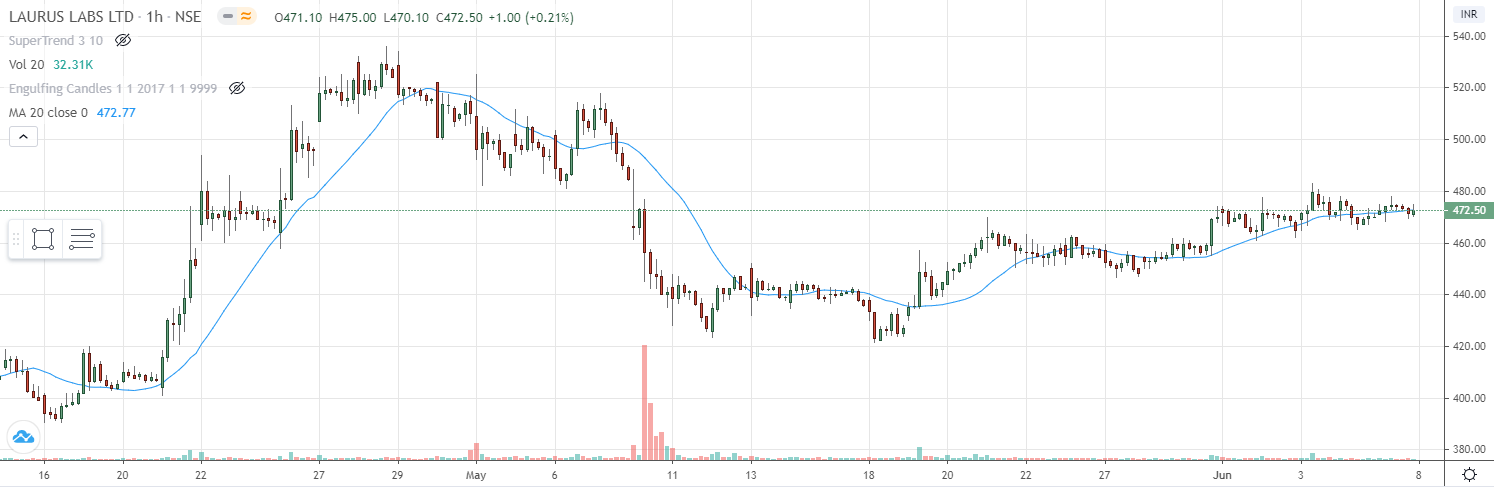 LAURUS LABS LTD · 1h · NSE O471.10 H475.00 L470.10 C472.50 +1.00 (+0.21%)
INR
SuperTrend 3 10
Vol 20 32.31K
Engulfing Candles 1 1 2017 1 1 9999
MA 20 close 0 472.77
540.00
520.00
500.00
480.00
472.50
460.00
440.00
420.00
400.00
380.00
16 20 22 27 29 May 6 11 13 18 20 22 27 Jun 3 8